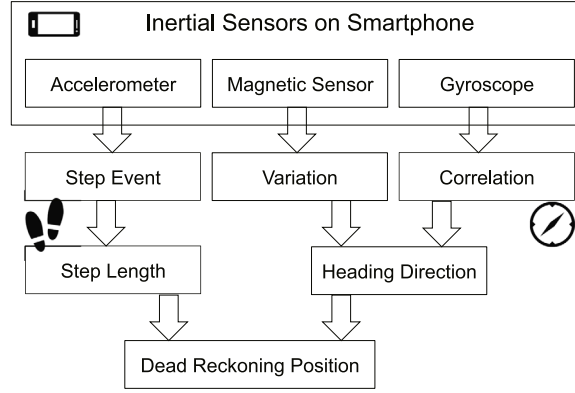 Inertial Sensors on Smartphone
Accelerometer
Magnetic Sensor
Gyroscope
Step Event
Variation
Correlation
Step Length
Heading Direction
Dead Reckoning Position